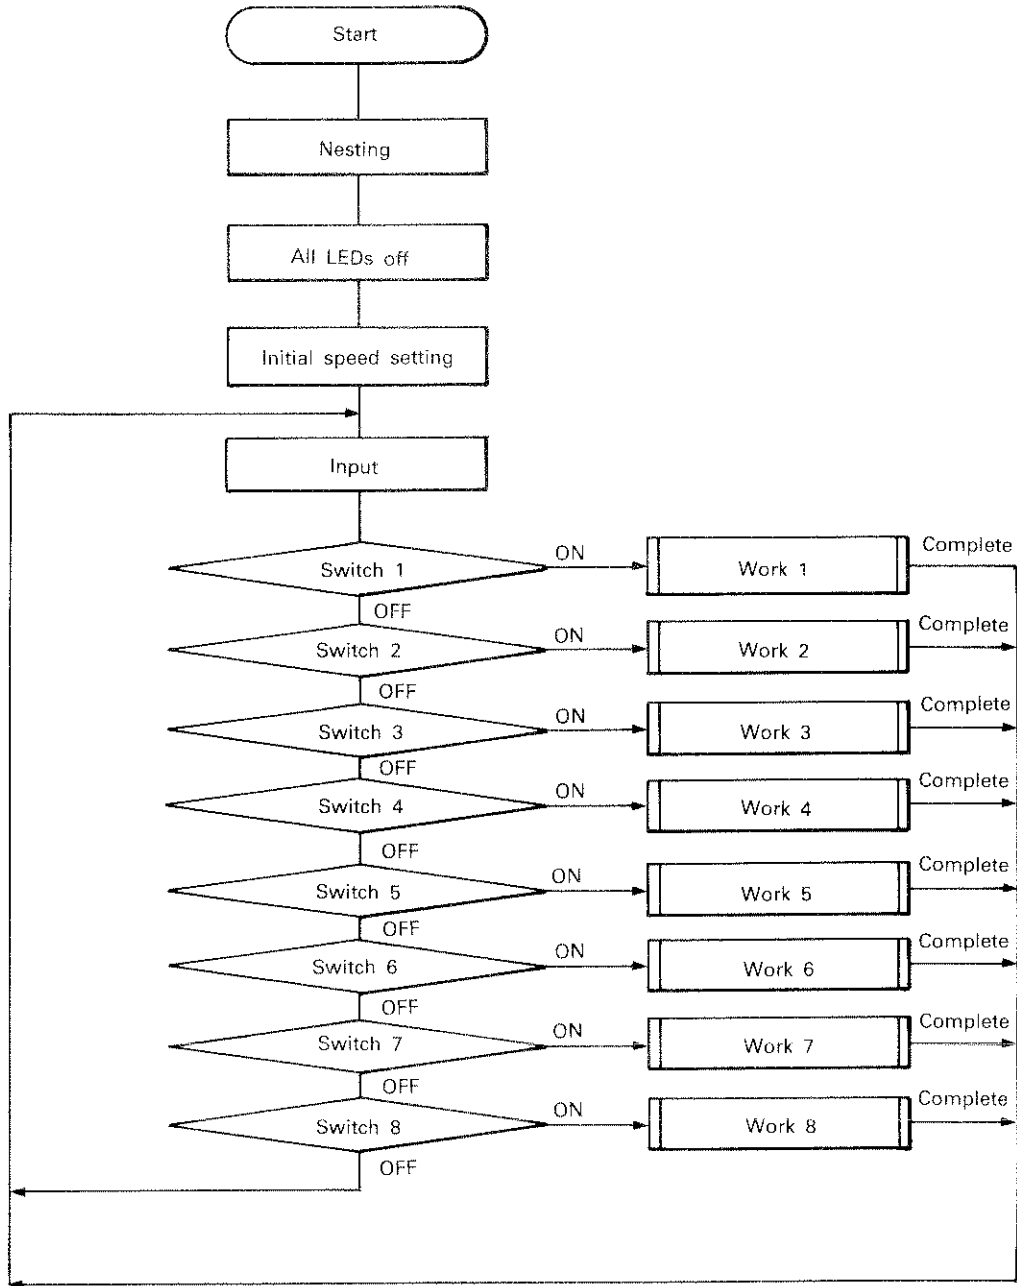 Start
Nesting
All LEDs off
Initial speed setting
Input
Switch 1
ON
Work 1
Complete
OFF
Switch 2
ON
Work 2
Complete
OFF
Switch 3
ON
Work 3
Complete
OFF
Switch 4
ON
Work 4
Complete
OFF
Switch 5
ON
Work 5
Complete
OFF
Switch 6
ON
Work 6
Complete
OFF
Switch 7
ON
Work 7
Complete
OFF
Switch 8
ON
Work 8
Complete
OFF